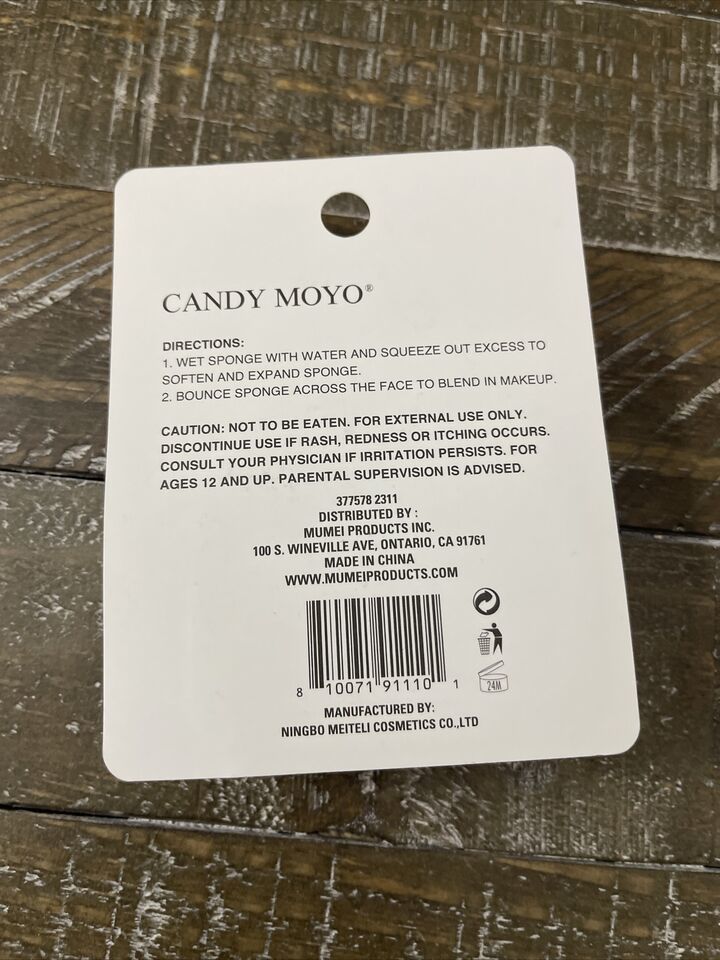 CANDY MOYO®
DIRECTIONS:
1. WET SPONGE WITH WATER AND SQUEEZE OUT EXCESS TO
SOFTEN AND EXPAND SPONGE.
2. BOUNCE SPONGE ACROSS THE FACE TO BLEND IN MAKEUP.
CAUTION: NOT TO BE EATEN. FOR EXTERNAL USE ONLY.
DISCONTINUE USE IF RASH, REDNESS OR ITCHING OCCURS.
CONSULT YOUR PHYSICIAN IF IRRITATION PERSISTS. FOR
AGES 12 AND UP. PARENTAL SUPERVISION IS ADVISED.
377578 2311
DISTRIBUTED BY :
MUMEI PRODUCTS INC.
100 S. WINEVILLE AVE, ONTARIO, CA 91761
MADE IN CHINA
WWW.MUMEIPRODUCTS.COM
8 10071 91110 1
24M
MANUFACTURED BY:
NINGBO MEITELI COSMETICS CO.,LTD